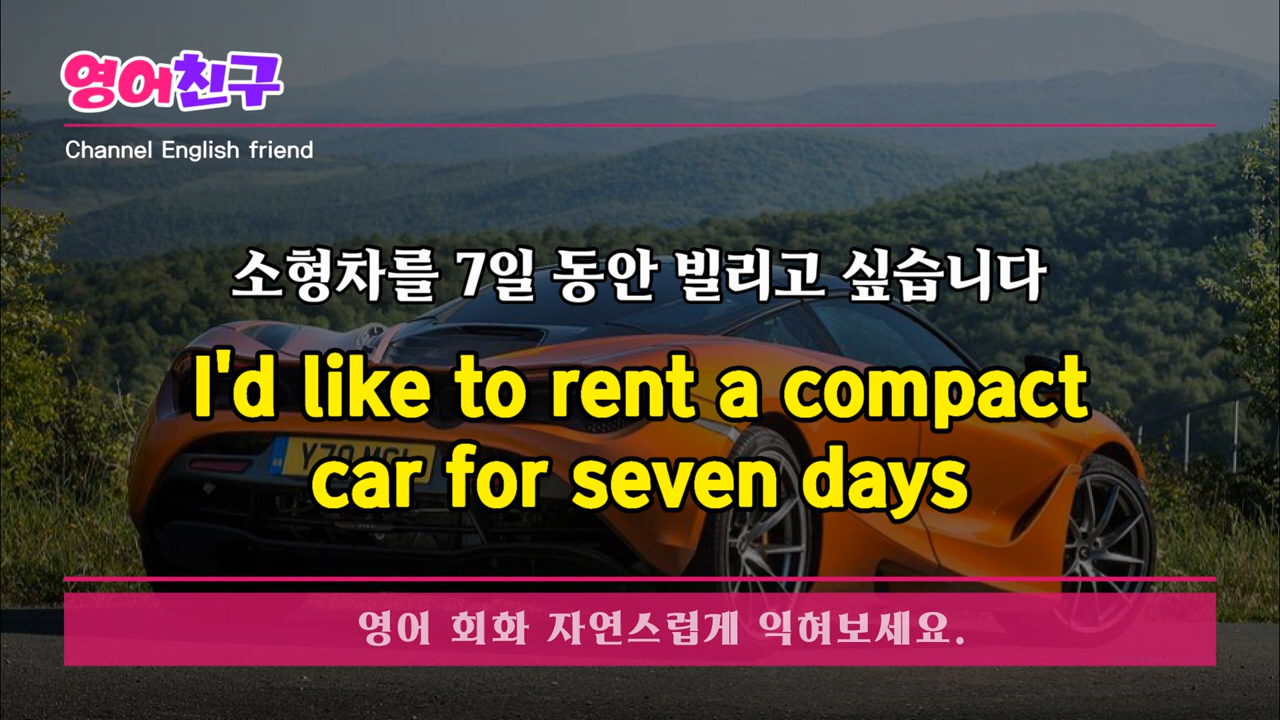 영어친구
Channel English friend
소형차를 7일 동안 빌리고 싶습니다
I'd like to rent a compact
car for seven days
영어 회화 자연스럽게 익혀보세요.